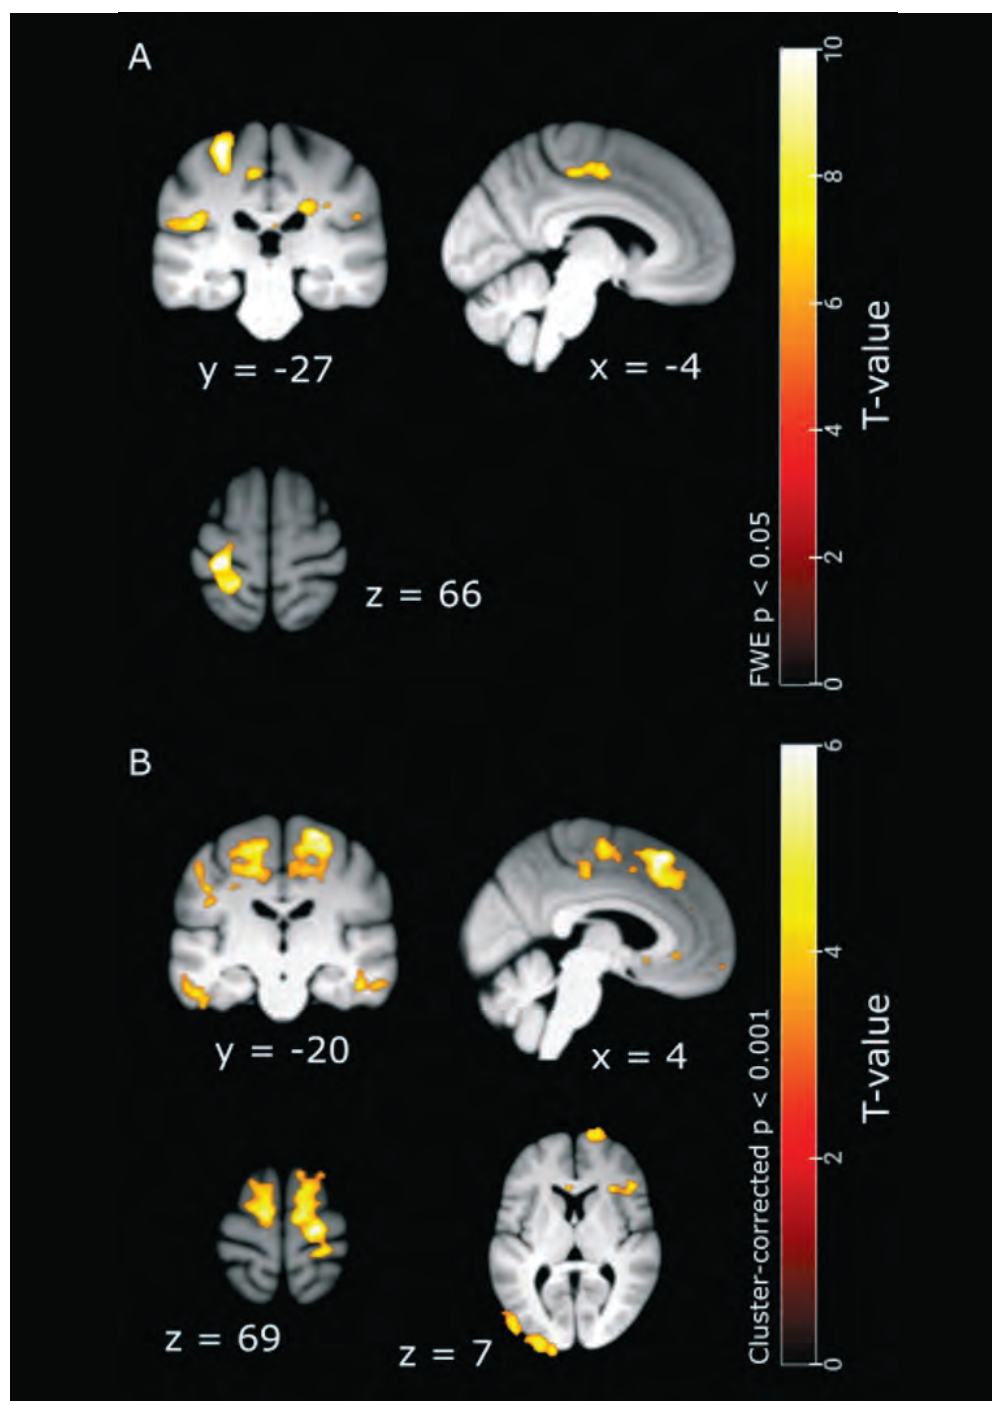 A
y = -27
x = -4
z = 66
10
8
6
4
2
0
T-value
FWE p < 0.05
B
y = -20
x = 4
z = 69
z = 7
6
4
2
0
T-value
Cluster-corrected p < 0.001